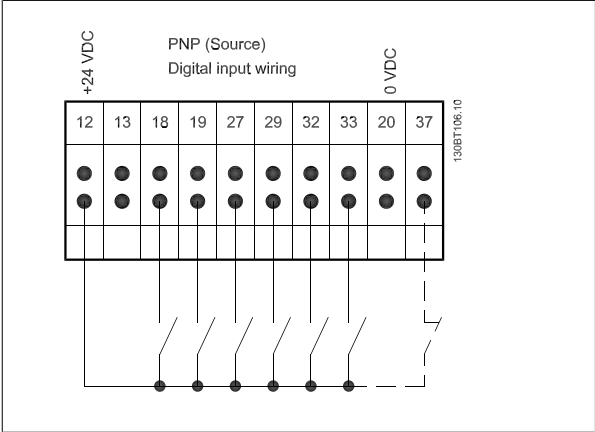 PNP (Source)
Digital input wiring
+24 VDC
0 VDC
12 13 18 19 27 29 32 33 20 37
130BT106.10